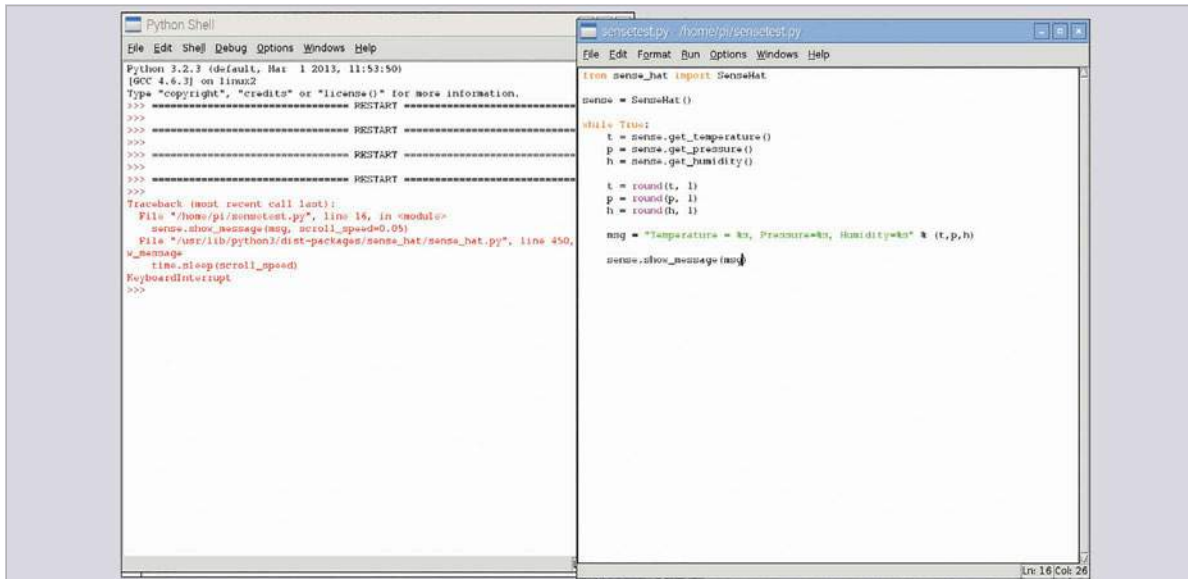 Python Shell
File Edit Shell Debug Options Windows Help
Python 3.2.3 (default, Mar 1 2013, 11:53:50)
[GCC 4.6.3] on linux2
Type "copyright", "credits" or "license()" for more information.
>>> ================================ RESTART ================================
>>>
>>> ================================ RESTART ================================
>>>
>>> ================================ RESTART ================================
>>>
>>> ================================ RESTART ================================
>>>
Traceback (most recent call last):
  File "/home/pi/sensetest.py", line 16, in <module>
    sense.show_message(msg, scroll_speed=0.05)
  File "/usr/lib/python3/dist-packages/sense_hat/sense_hat.py", line 450,
w_message
    time.sleep(scroll_speed)
KeyboardInterrupt
>>>
sensetest.py /home/pi/sensetest.py
File Edit Format Run Options Windows Help
from sense_hat import SenseHat
sense = SenseHat()
while True:
    t = sense.get_temperature()
    p = sense.get_pressure()
    h = sense.get_humidity()
    t = round(t, 1)
    p = round(p, 1)
    h = round(h, 1)
    msg = "Temperature = %s, Pressure=%s, Humidity=%s" % (t,p,h)
    sense.show_message(msg)
Ln: 16 Col: 26